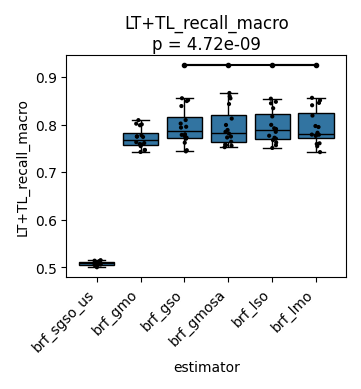 LT+TL_recall_macro
p = 4.72e-09
LT+TL_recall_macro
0.9
0.8
0.7
0.6
0.5
brf_sgso_us
brf_gmo
brf_gso
brf_gmosa
brf_lso
brf_lmo
estimator